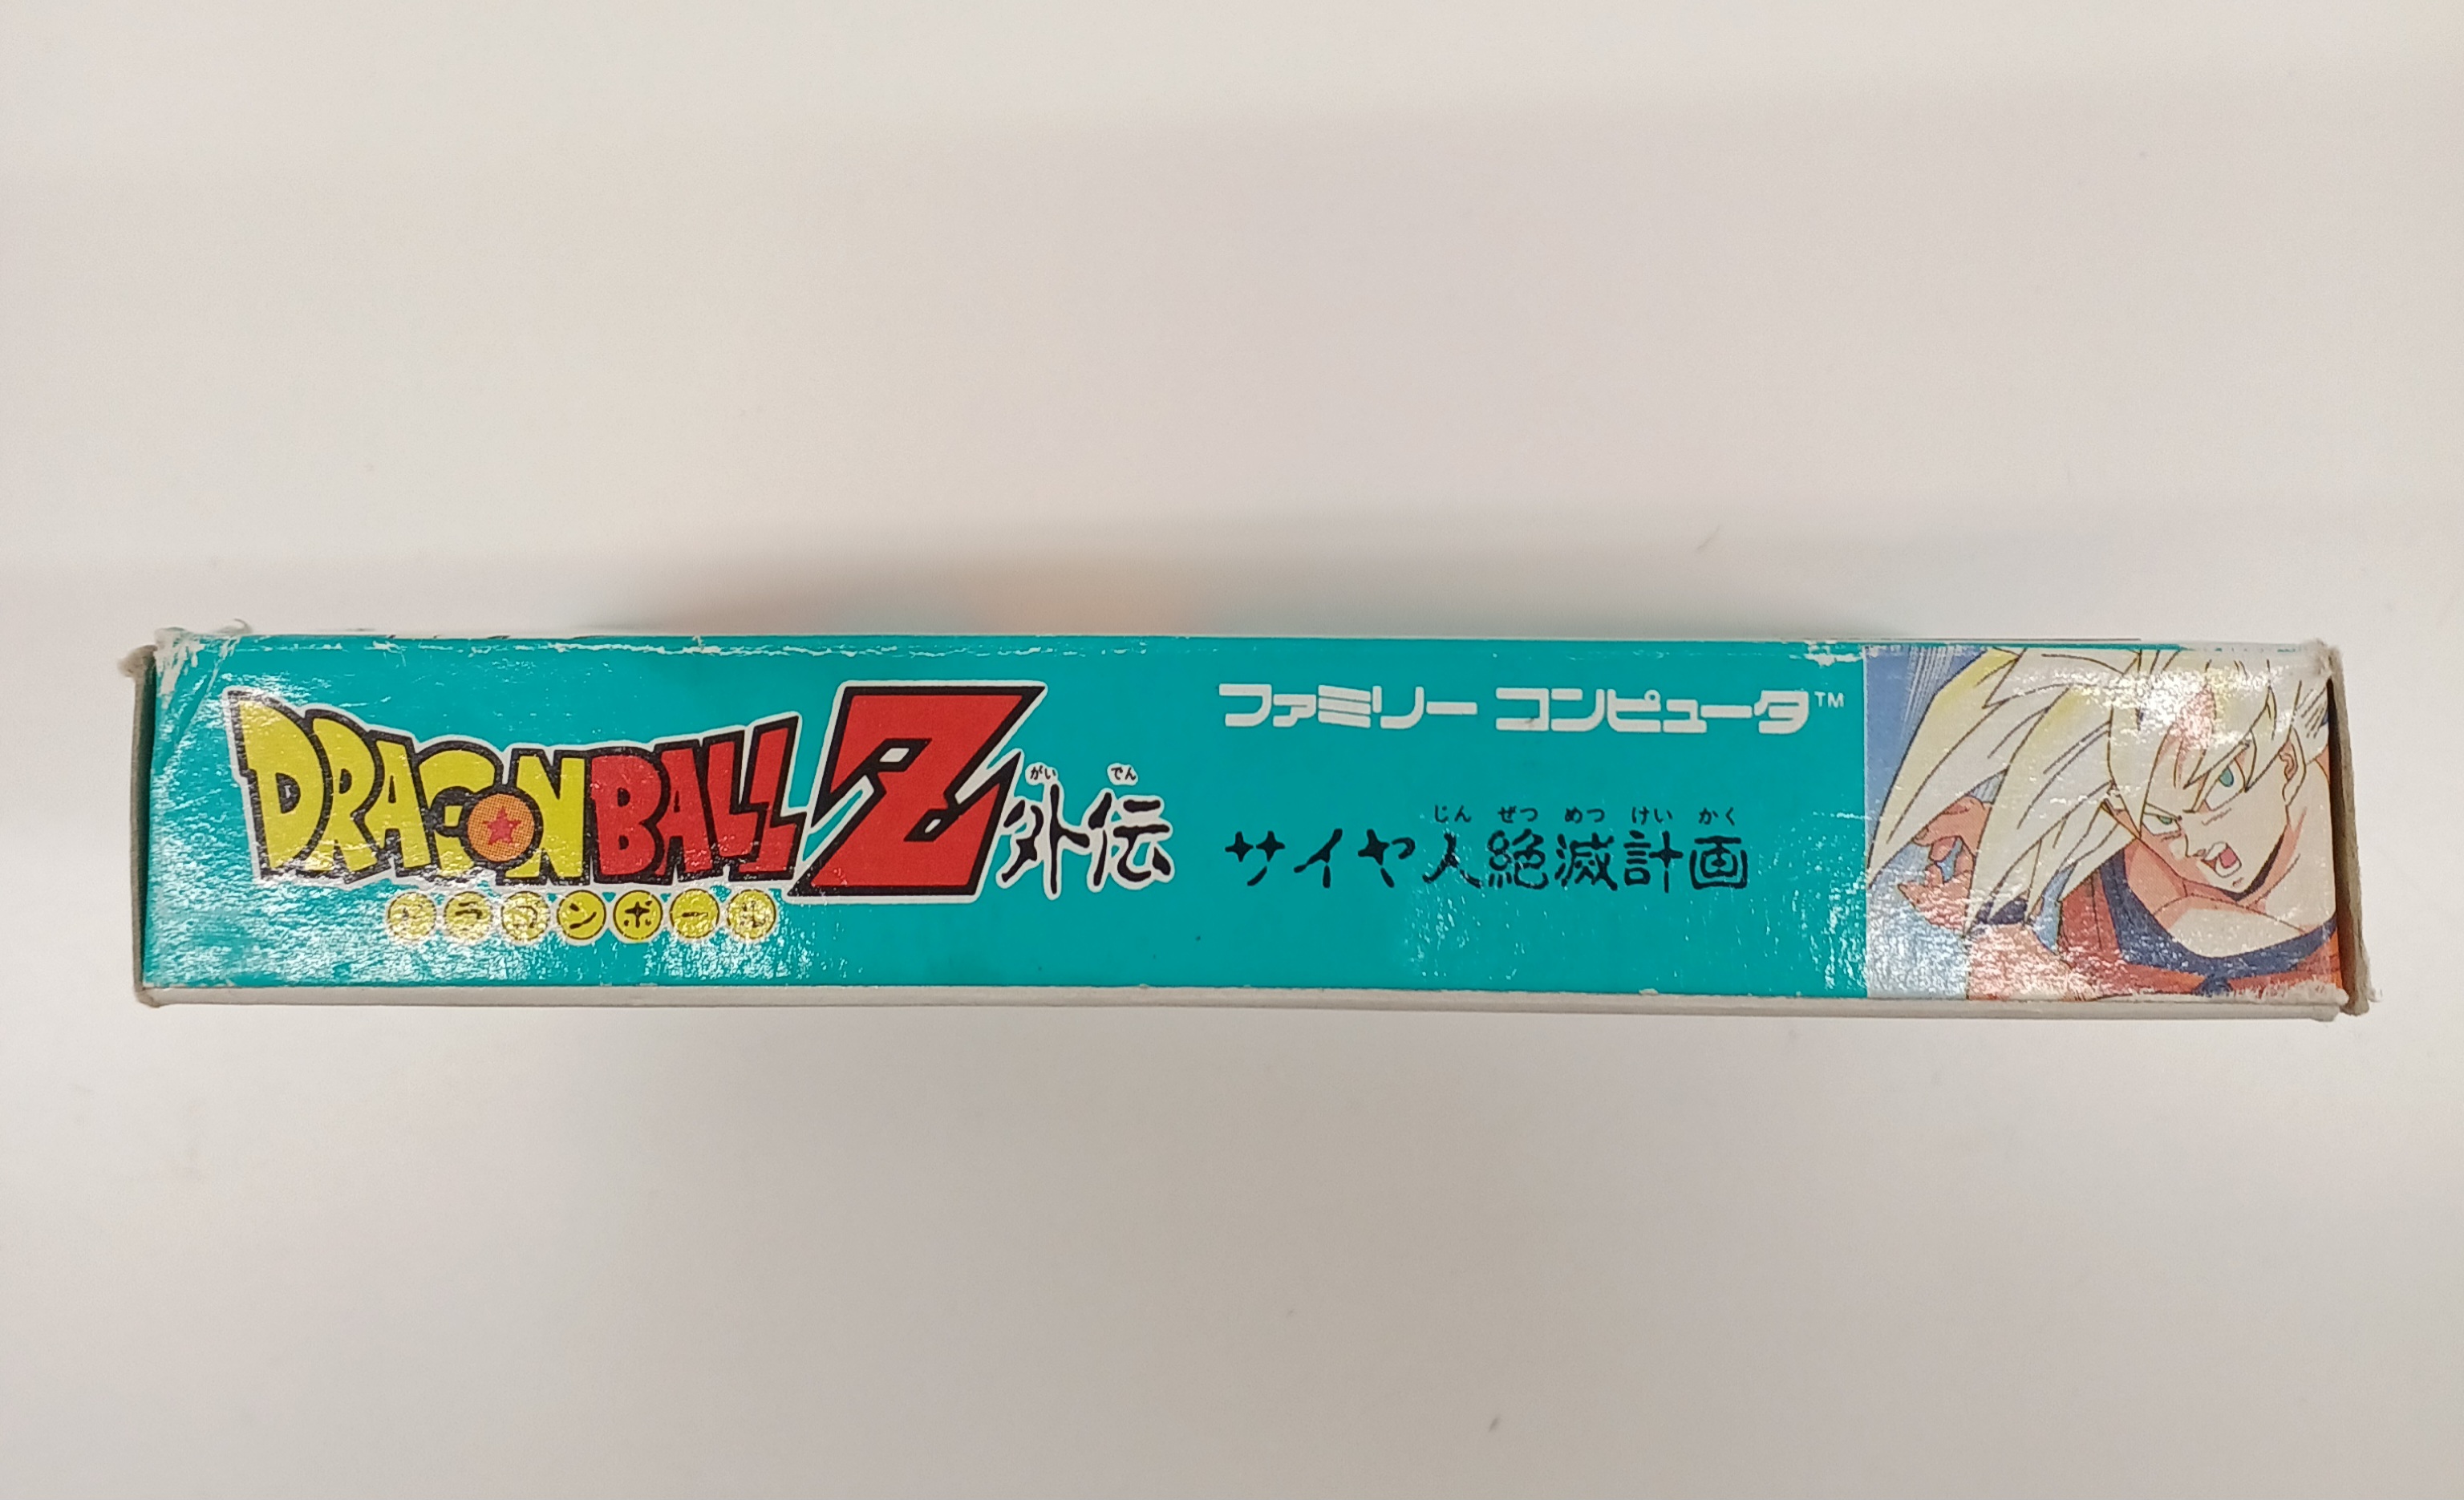 DRAGONBALL Z
がい でん
外伝
ドラゴンボール
ファミリー コンピュータ™
じん ぜつ めつ けい かく
サイヤ人絶滅計画